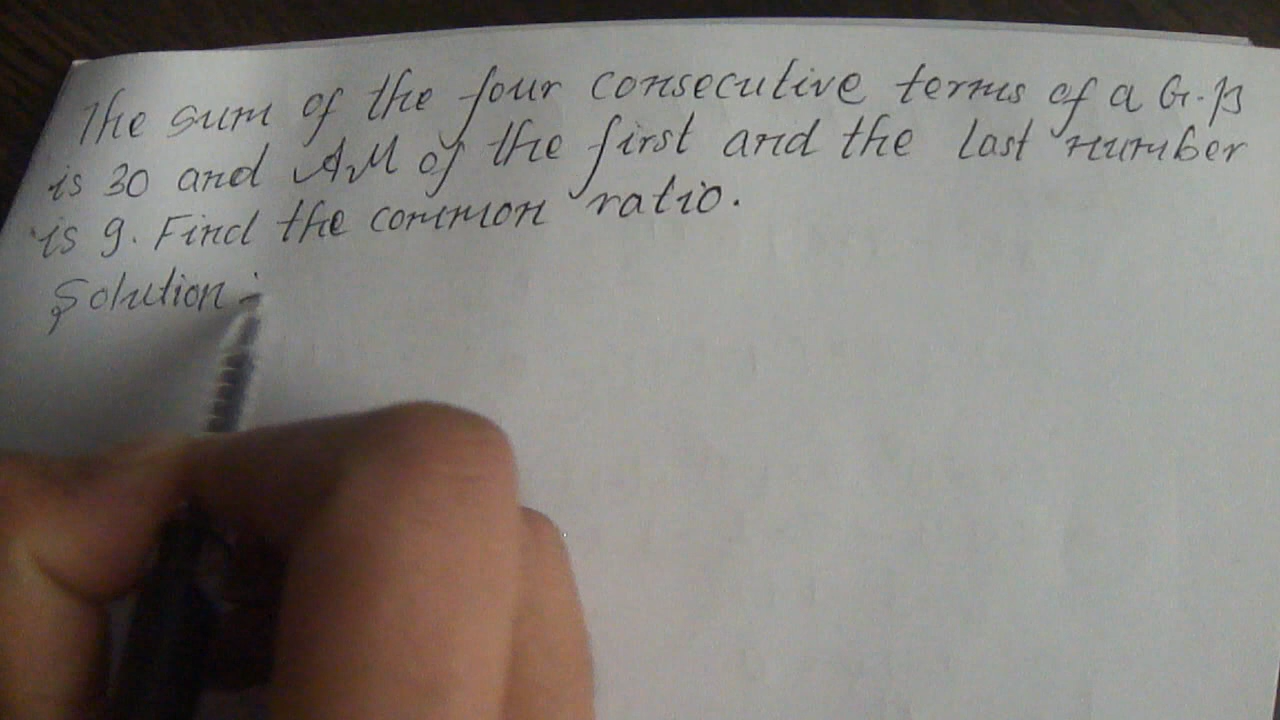 The sum of the four consecutive terms of a G.P
is 30 and AM of the first and the last number
is 9. Find the common ratio.
Solution :-